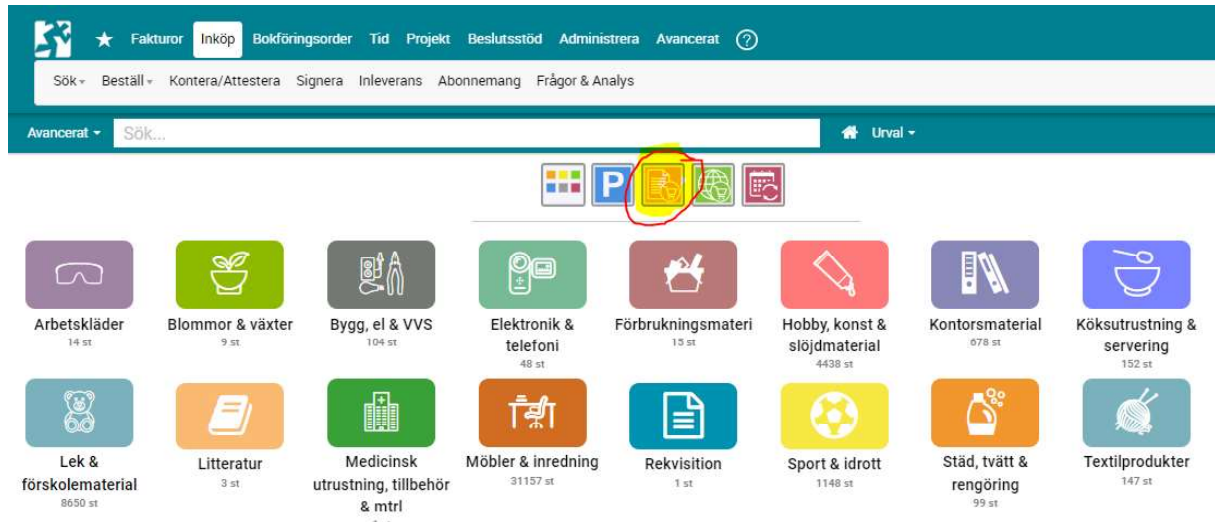 Fakturor Inköp Bokföringsorder Tid Projekt Beslutsstöd Administrera Avancerat ?
Sök Beställ Kontera/Attestera Signera Inleverans Abonnemang Frågor & Analys
Avancerat Sök... Urval
P
Arbetskläder Blommor & växter Bygg, el & VVS Elektronik & Förbrukningsmateri Hobby, konst & Kontorsmaterial Köksutrustning &
14 st 9 st 104 st telefoni 15 st slöjdmaterial 678 st servering
48 st 4438 st 152 st
Lek & Litteratur Medicinsk Möbler & inredning Rekvisition Sport & idrott Städ, tvätt & Textilprodukter
förskolematerial 3 st utrustning, tillbehör 31157 st 1 st 1148 st rengöring 147 st
8650 st & mtrl 99 st